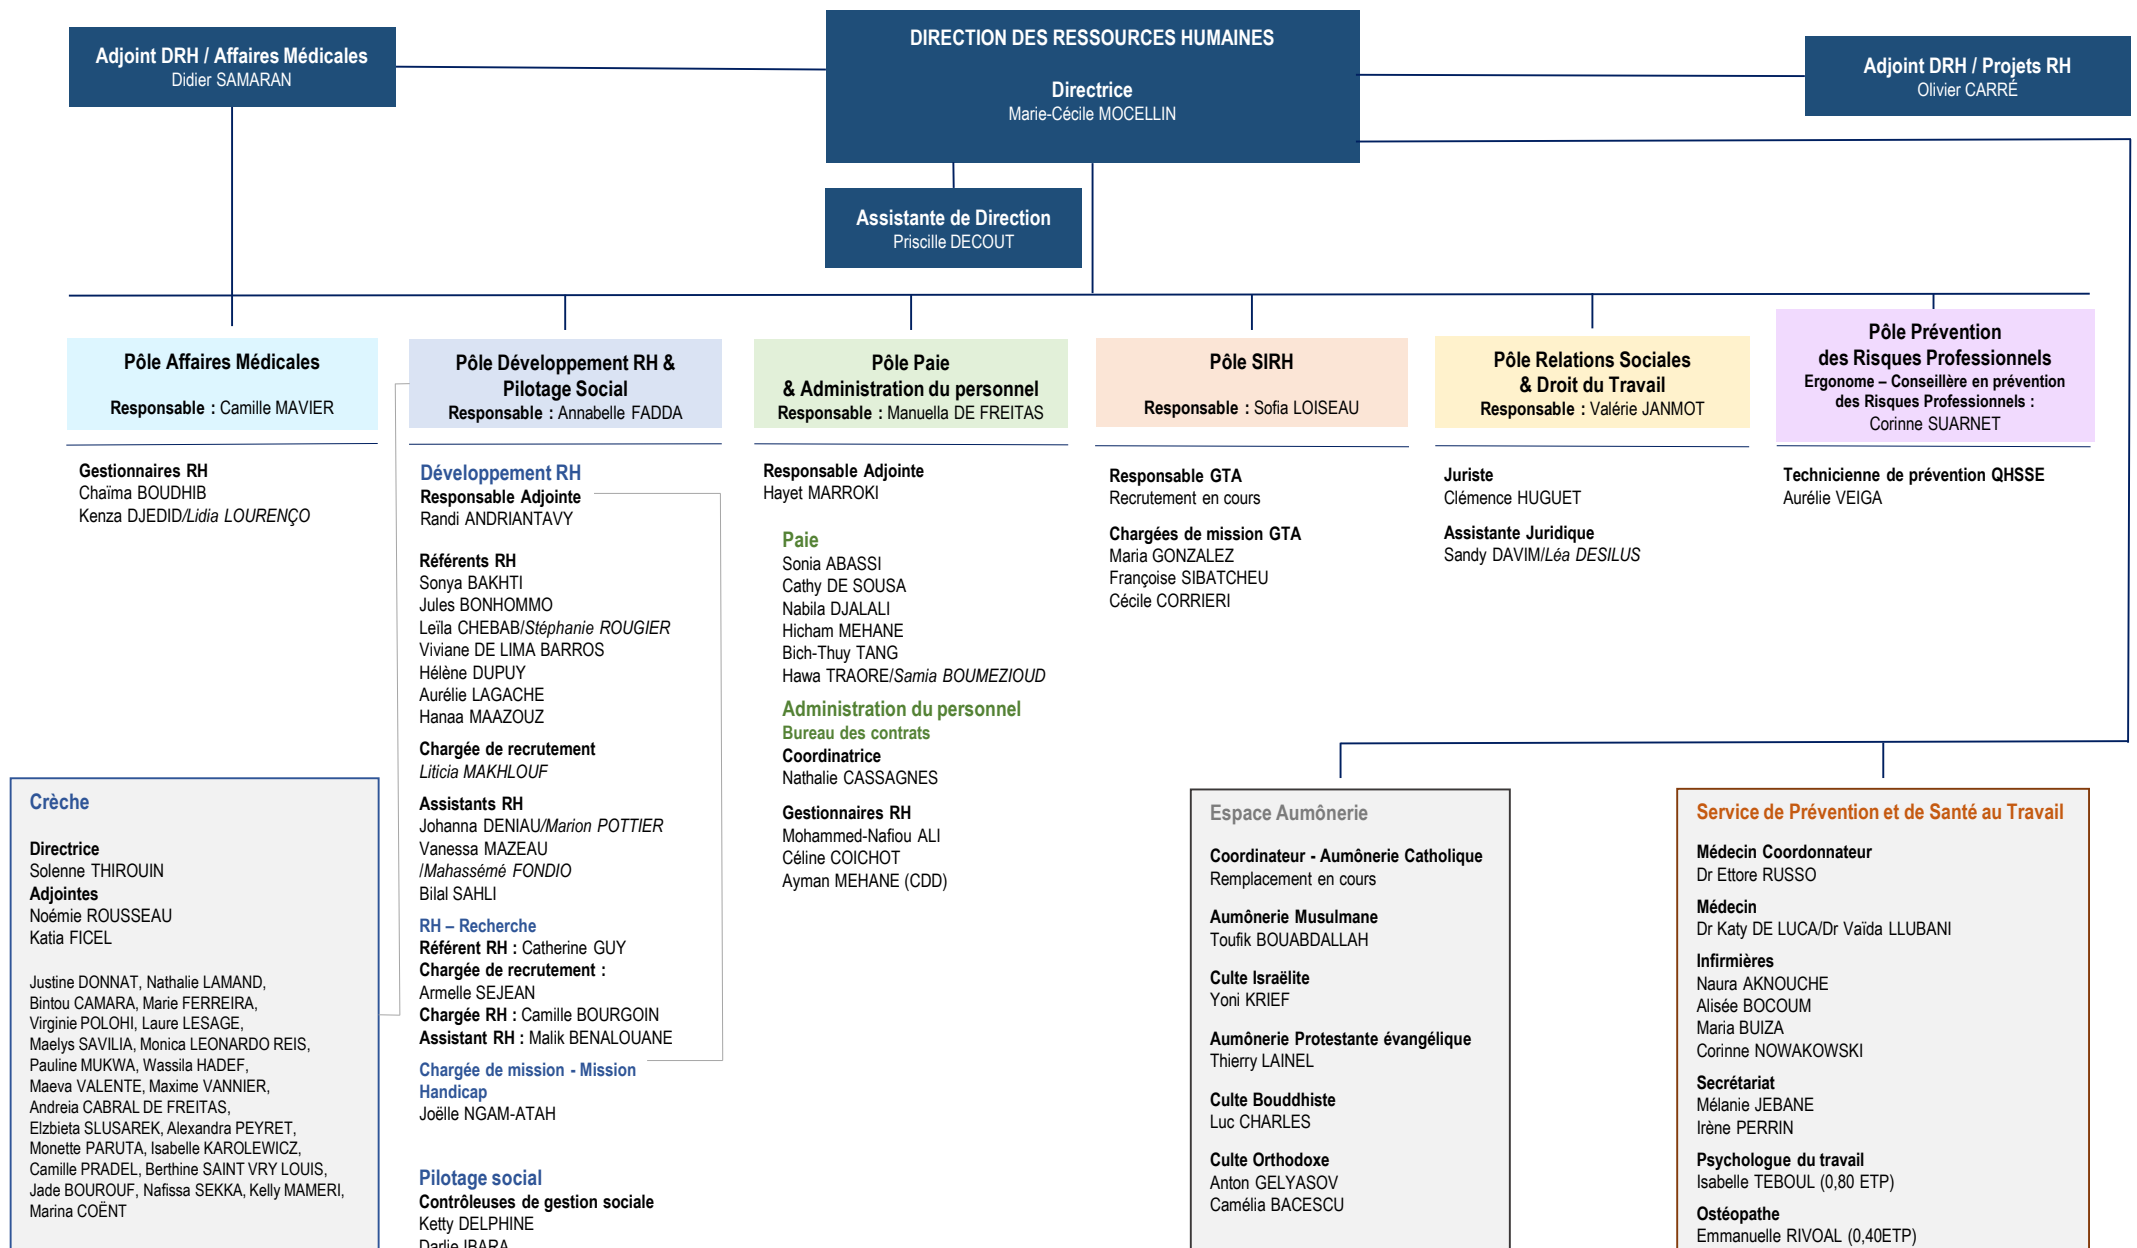 Adjoint DRH / Affaires Médicales
Didier SAMARAN
DIRECTION DES RESSOURCES HUMAINES
Directrice
Marie-Cécile MOCELLIN
Adjoint DRH / Projets RH
Olivier CARRÉ
Assistante de Direction
Priscille DECOUT
Pôle Affaires Médicales
Responsable : Camille MAVIER
Gestionnaires RH
Chaïma BOUDHIB
Kenza DJEDID/Lidia LOURENÇO
Pôle Développement RH &
Pilotage Social
Responsable : Annabelle FADDA
Développement RH
Responsable Adjointe
Randi ANDRIANTAVY
Référents RH
Sonya BAKHTI
Jules BONHOMMO
Leïla CHEBAB/Stéphanie ROUGIER
Viviane DE LIMA BARROS
Hélène DUPUY
Aurélie LAGACHE
Hanaa MAAZOUZ
Chargée de recrutement
Liticia MAKHLOUF
Assistants RH
Johanna DENIAU/Marion POTTIER
Vanessa MAZEAU
/Mahassémé FONDIO
Bilal SAHLI
RH – Recherche
Référent RH : Catherine GUY
Chargée de recrutement :
Armelle SEJEAN
Chargée RH : Camille BOURGOIN
Assistant RH : Malik BENALOUANE
Chargée de mission - Mission
Handicap
Joëlle NGAM-ATAH
Pilotage social
Contrôleuses de gestion sociale
Ketty DELPHINE
Darlie IBARA
Pôle Paie
& Administration du personnel
Responsable : Manuella DE FREITAS
Responsable Adjointe
Hayet MARROKI
Paie
Sonia ABASSI
Cathy DE SOUSA
Nabila DJALALI
Hicham MEHANE
Bich-Thuy TANG
Hawa TRAORE/Samia BOUMEZIOUD
Administration du personnel
Bureau des contrats
Coordinatrice
Nathalie CASSAGNES
Gestionnaires RH
Mohammed-Nafiou ALI
Céline COICHOT
Ayman MEHANE (CDD)
Pôle SIRH
Responsable : Sofia LOISEAU
Responsable GTA
Recrutement en cours
Chargées de mission GTA
Maria GONZALEZ
Françoise SIBATCHEU
Cécile CORRIERI
Pôle Relations Sociales
& Droit du Travail
Responsable : Valérie JANMOT
Juriste
Clémence HUGUET
Assistante Juridique
Sandy DAVIM/Léa DESILUS
Pôle Prévention
des Risques Professionnels
Ergonome – Conseillère en prévention
des Risques Professionnels :
Corinne SUARNET
Technicienne de prévention QHSSE
Aurélie VEIGA
Crèche
Directrice
Solenne THIROUIN
Adjointes
Noémie ROUSSEAU
Katia FICEL
Justine DONNAT, Nathalie LAMAND,
Bintou CAMARA, Marie FERREIRA,
Virginie POLOHI, Laure LESAGE,
Maelys SAVILIA, Monica LEONARDO REIS,
Pauline MUKWA, Wassila HADEF,
Maeva VALENTE, Maxime VANNIER,
Andreia CABRAL DE FREITAS,
Elzbieta SLUSAREK, Alexandra PEYRET,
Monette PARUTA, Isabelle KAROLEWICZ,
Camille PRADEL, Berthine SAINT VRY LOUIS,
Jade BOUROUF, Nafissa SEKKA, Kelly MAMERI,
Marina COËNT
Espace Aumônerie
Coordinateur - Aumônerie Catholique
Remplacement en cours
Aumônerie Musulmane
Toufik BOUABDALLAH
Culte Israëlite
Yoni KRIEF
Aumônerie Protestante évangélique
Thierry LAINEL
Culte Bouddhiste
Luc CHARLES
Culte Orthodoxe
Anton GELYASOV
Camélia BACESCU
Service de Prévention et de Santé au Travail
Médecin Coordonnateur
Dr Ettore RUSSO
Médecin
Dr Katy DE LUCA/Dr Vaïda LLUBANI
Infirmières
Naura AKNOUCHE
Alisée BOCOUM
Maria BUIZA
Corinne NOWAKOWSKI
Secrétariat
Mélanie JEBANE
Irène PERRIN
Psychologue du travail
Isabelle TEBOUL (0,80 ETP)
Ostéopathe
Emmanuelle RIVOAL (0,40ETP)